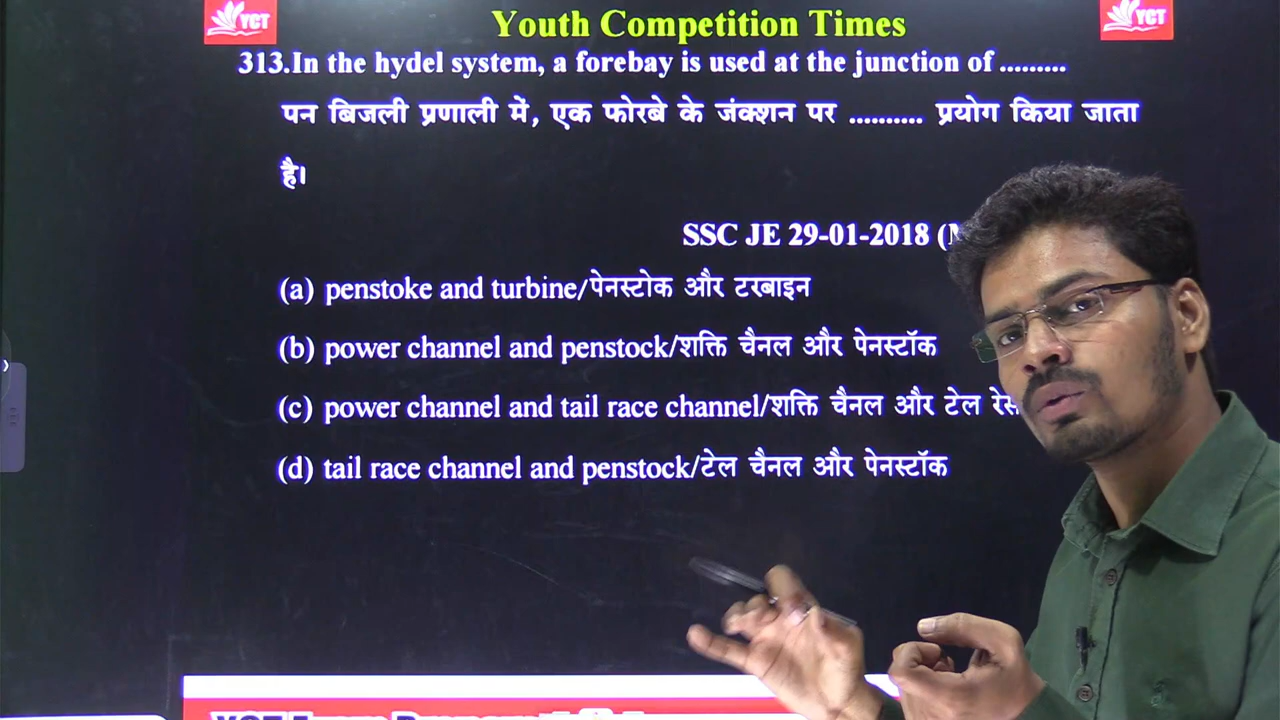 YCT
Youth Competition Times
YCT
313.In the hydel system, a forebay is used at the junction of .........
पन बिजली प्रणाली में, एक फोरबे के जंक्शन पर .......... प्रयोग किया जाता
है।
SSC JE 29-01-2018 (
(a) penstoke and turbine/पेनस्टोक और टरबाइन
(b) power channel and penstock/शक्ति चैनल और पेनस्टॉक
(c) power channel and tail race channel/शक्ति चैनल और टेल रेस
(d) tail race channel and penstock/टेल चैनल और पेनस्टॉक